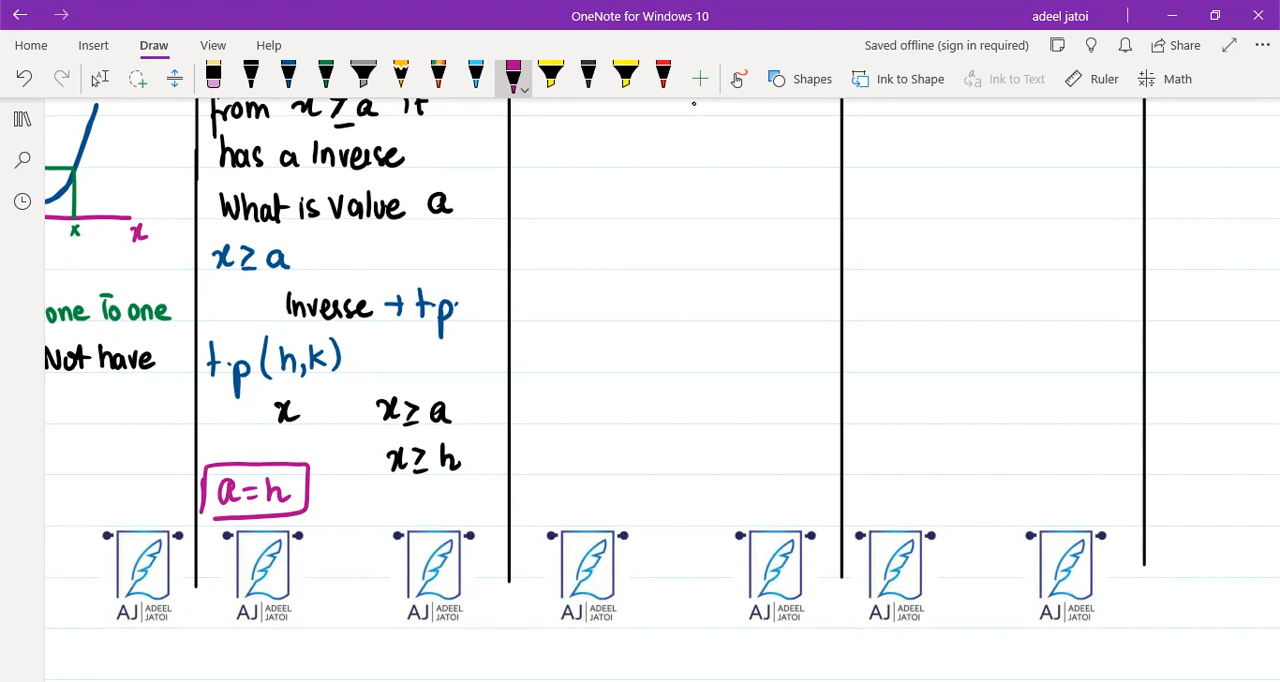 OneNote for Windows 10
adeel jatoi
Home Insert Draw View Help
Saved offline (sign in required)
Share
Shapes
Ink to Shape
Ink to Text
Ruler
Math
x
x
one To one
Not have
from x ≥ a it
has a Inverse
What is Value a
x ≥ a
Inverse → t.p.
t.p (h,k)
x x ≥ a
x ≥ h
a = h
AJ ADEEL JATOI
AJ ADEEL JATOI
AJ ADEEL JATOI
AJ ADEEL JATOI
AJ ADEEL JATOI
AJ ADEEL JATOI
AJ ADEEL JATOI